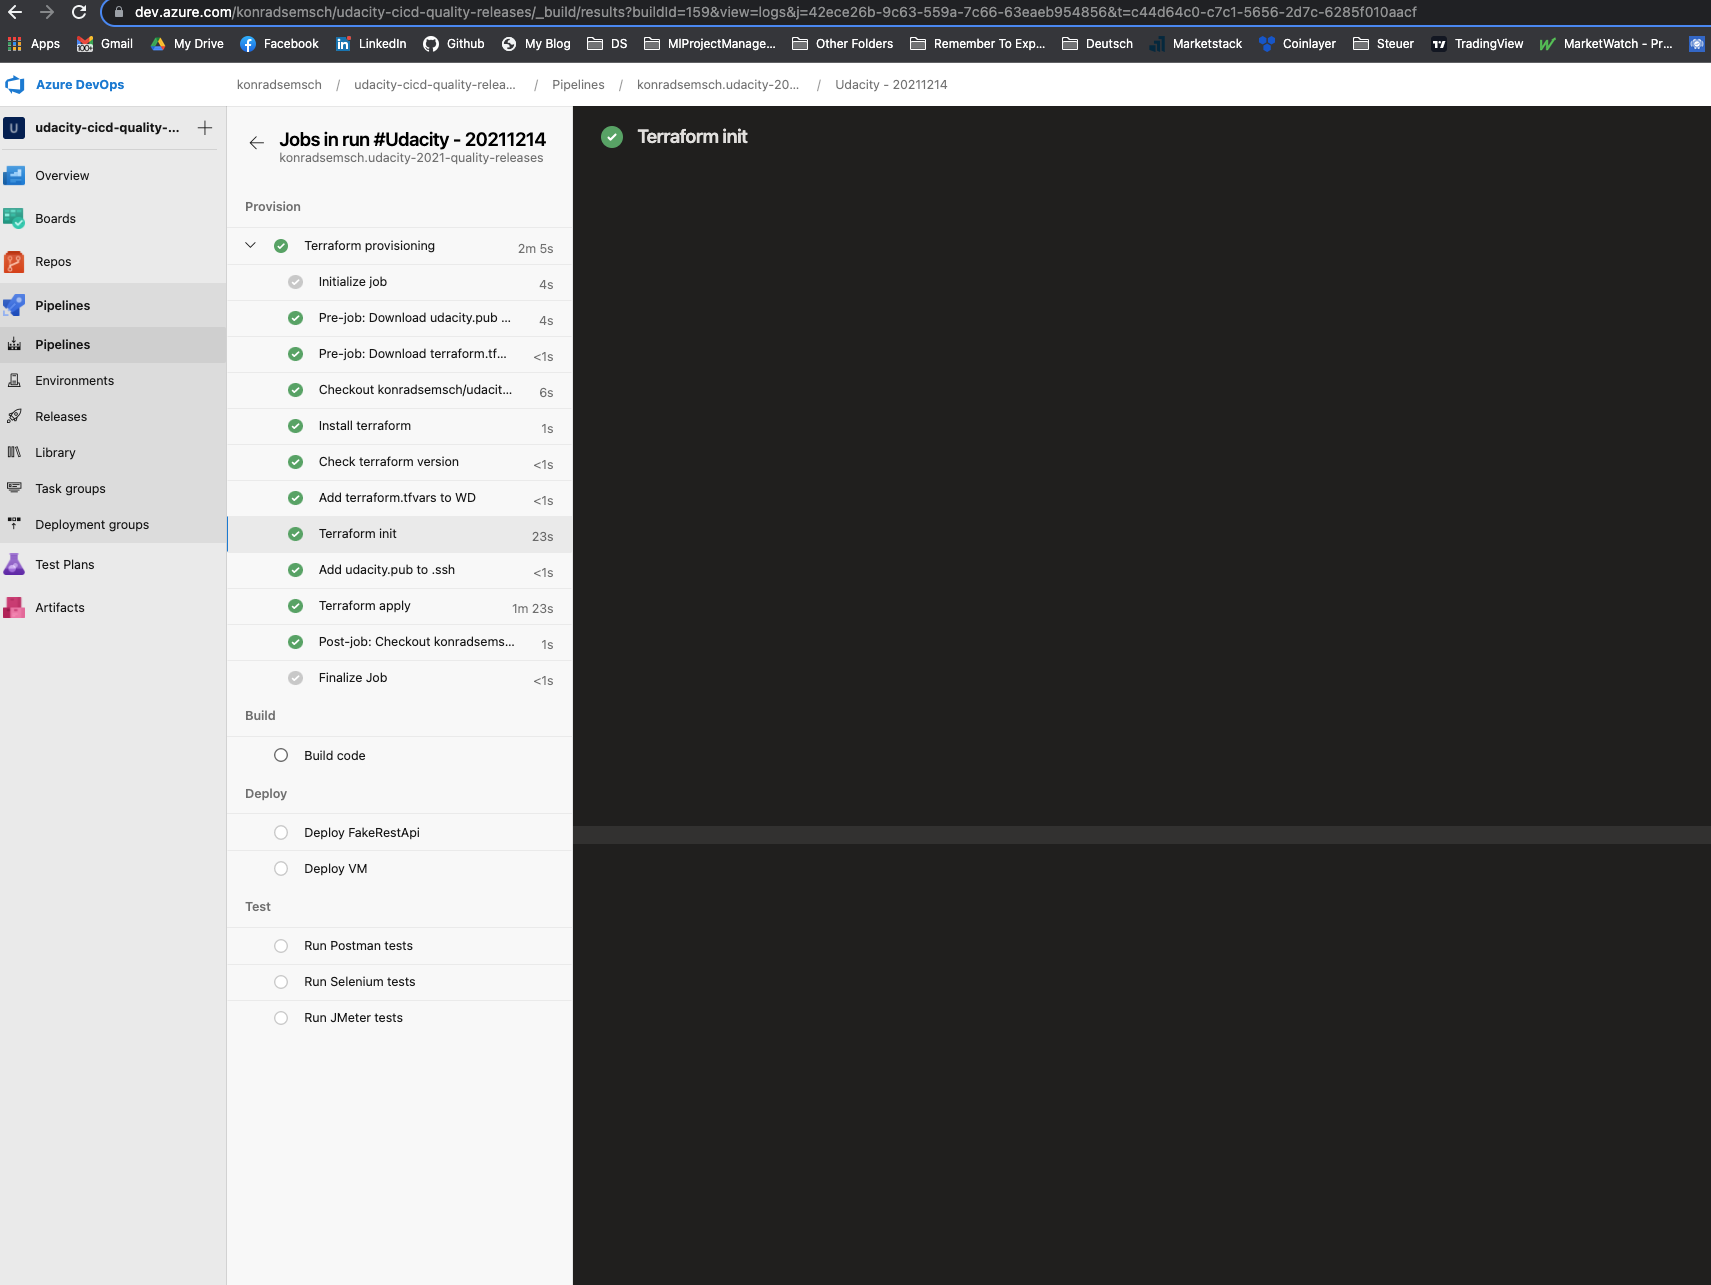 dev.azure.com/konradsemsch/udacity-cicd-quality-releases/_build/results?buildId=159&view=logs&j=42ece26b-9c63-559a-7c66-63eaeb954856&t=c44d64c0-c7c1-5656-2d7c-6285f010aacf
Apps Gmail My Drive Facebook LinkedIn Github My Blog DS MIProjectManage... Other Folders Remember To Exp... Deutsch Marketstack Coinlayer Steuer TradingView MarketWatch - Pr...
Azure DevOps konradsemsch / udacity-cicd-quality-relea... / Pipelines / konradsemsch.udacity-20... / Udacity - 20211214
U udacity-cicd-quality-...
Overview
Boards
Repos
Pipelines
Pipelines
Environments
Releases
Library
Task groups
Deployment groups
Test Plans
Artifacts
Jobs in run #Udacity - 20211214
konradsemsch.udacity-2021-quality-releases
Provision
Terraform provisioning 2m 5s
Initialize job 4s
Pre-job: Download udacity.pub ... 4s
Pre-job: Download terraform.tf... <1s
Checkout konradsemsch/udacit... 6s
Install terraform 1s
Check terraform version <1s
Add terraform.tfvars to WD <1s
Terraform init 23s
Add udacity.pub to .ssh <1s
Terraform apply 1m 23s
Post-job: Checkout konradsems... 1s
Finalize Job <1s
Build
Build code
Deploy
Deploy FakeRestApi
Deploy VM
Test
Run Postman tests
Run Selenium tests
Run JMeter tests
Terraform init